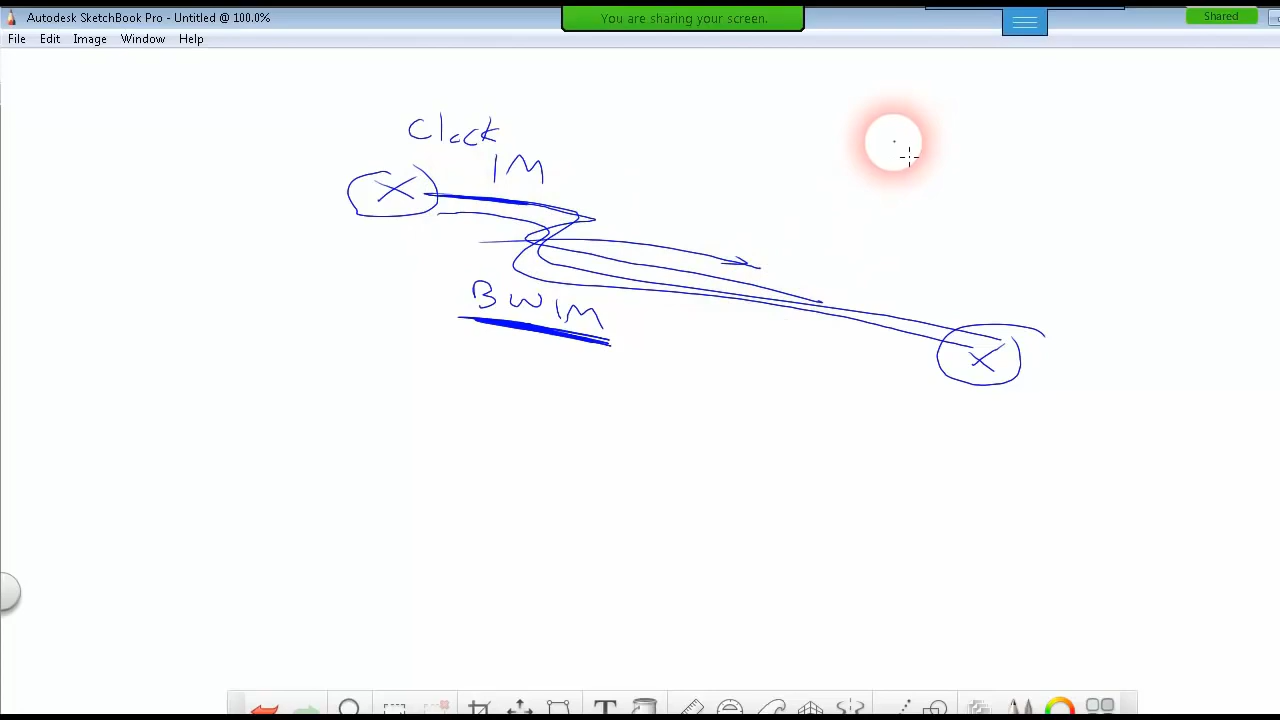 Autodesk SketchBook Pro - Untitled @ 100.0%
You are sharing your screen.
Shared
File Edit Image Window Help
Clock
1M
BW 1M